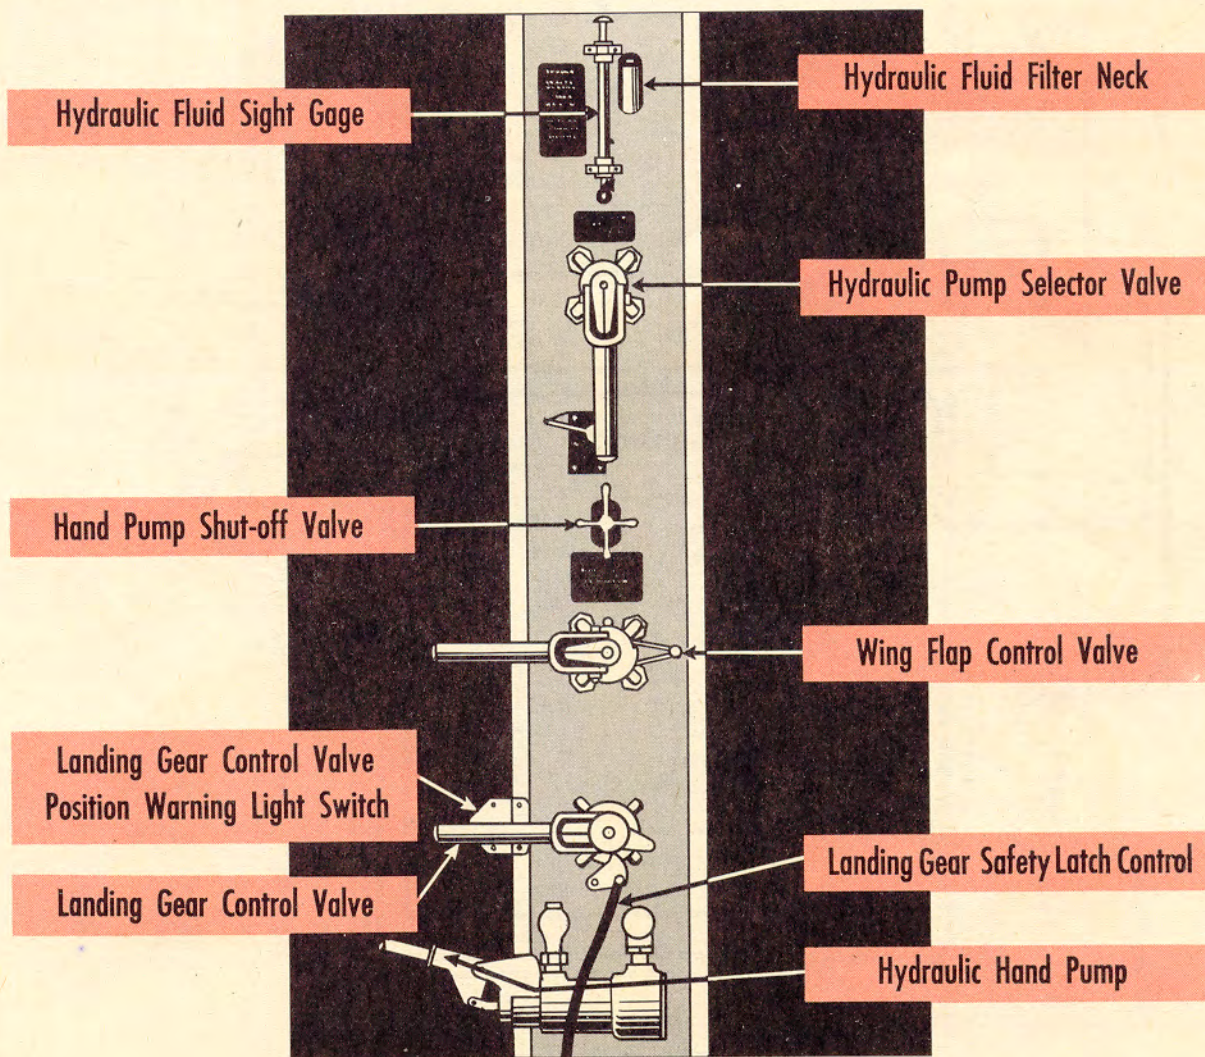 Hydraulic Fluid Filter Neck
Hydraulic Fluid Sight Gage
Hydraulic Pump Selector Valve
Hand Pump Shut-off Valve
Wing Flap Control Valve
Landing Gear Control Valve
Position Warning Light Switch
Landing Gear Safety Latch Control
Landing Gear Control Valve
Hydraulic Hand Pump